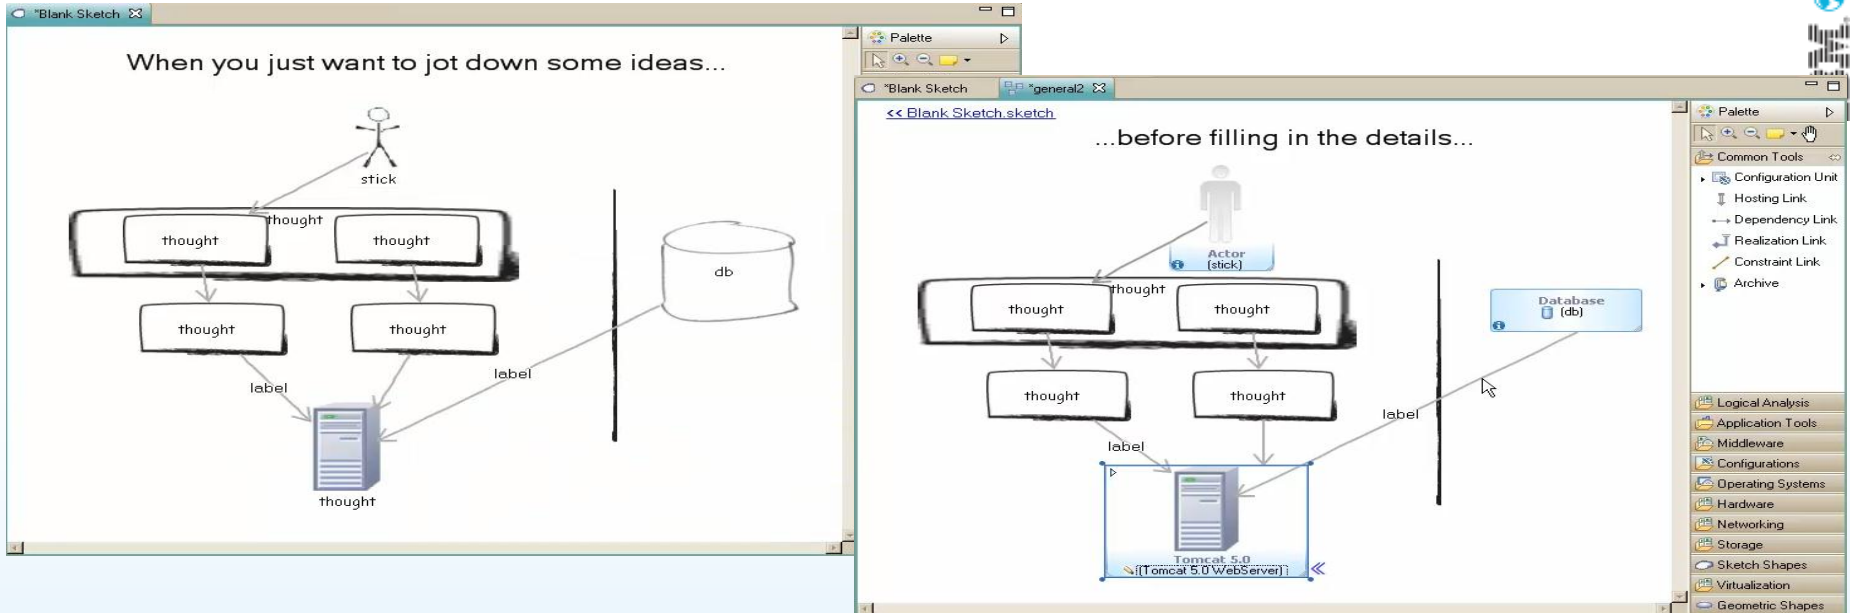 *Blank Sketch
When you just want to jot down some ideas...
stick
thought
thought
thought
thought
thought
label
label
thought
db
Palette
*Blank Sketch
*general2
<< Blank Sketch.sketch
...before filling in the details...
Actor
(stick)
thought
thought
thought
thought
thought
label
label
Tomcat 5.0
(Tomcat 5.0 WebServer)
Database
(db)
Palette
Common Tools
Configuration Unit
Hosting Link
Dependency Link
Realization Link
Constraint Link
Archive
Logical Analysis
Application Tools
Middleware
Configurations
Operating Systems
Hardware
Networking
Storage
Sketch Shapes
Virtualization
Geometric Shapes